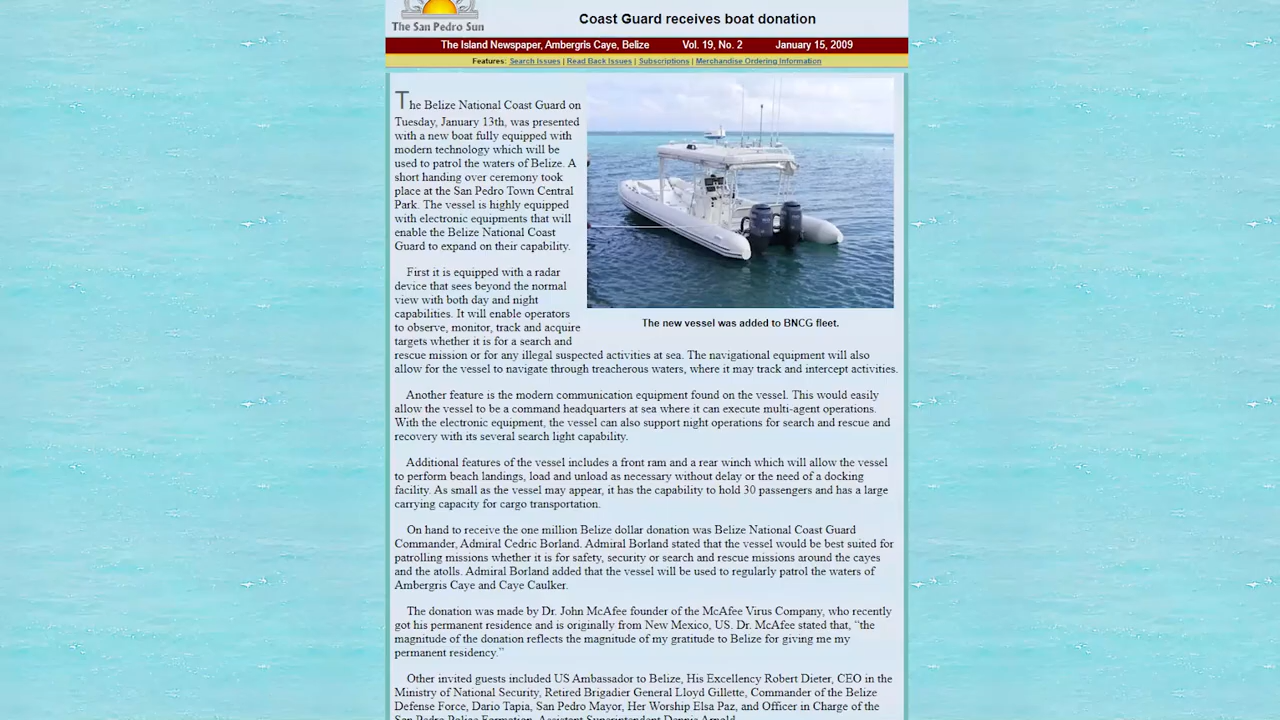 The San Pedro Sun
Coast Guard receives boat donation
The Island Newspaper, Ambergris Caye, Belize Vol. 19, No. 2 January 15, 2009
Features: Search Issues | Read Back Issues | Subscriptions | Merchandise Ordering Information
The Belize National Coast Guard on
Tuesday, January 13th, was presented
with a new boat fully equipped with
modern technology which will be
used to patrol the waters of Belize. A
short handing over ceremony took
place at the San Pedro Town Central
Park. The vessel is highly equipped
with electronic equipments that will
enable the Belize National Coast
Guard to expand on their capability.
First it is equipped with a radar
device that sees beyond the normal
view with both day and night
capabilities. It will enable operators
to observe, monitor, track and acquire
targets whether it is for a search and
rescue mission or for any illegal suspected activities at sea. The navigational equipment will also
allow for the vessel to navigate through treacherous waters, where it may track and intercept activities.
The new vessel was added to BNCG fleet.
Another feature is the modern communication equipment found on the vessel. This would easily
allow the vessel to be a command headquarters at sea where it can execute multi-agent operations.
With the electronic equipment, the vessel can also support night operations for search and rescue and
recovery with its several search light capability.
Additional features of the vessel includes a front ram and a rear winch which will allow the vessel
to perform beach landings, load and unload as necessary without delay or the need of a docking
facility. As small as the vessel may appear, it has the capability to hold 30 passengers and has a large
carrying capacity for cargo transportation.
On hand to receive the one million Belize dollar donation was Belize National Coast Guard
Commander, Admiral Cedric Borland. Admiral Borland stated that the vessel would be best suited for
patrolling missions whether it is for safety, security or search and rescue missions around the cayes
and the atolls. Admiral Borland added that the vessel will be used to regularly patrol the waters of
Ambergris Caye and Caye Caulker.
The donation was made by Dr. John McAfee founder of the McAfee Virus Company, who recently
got his permanent residence and is originally from New Mexico, US. Dr. McAfee stated that, “the
magnitude of the donation reflects the magnitude of my gratitude to Belize for giving me my
permanent residency.”
Other invited guests included US Ambassador to Belize, His Excellency Robert Dieter, CEO in the
Ministry of National Security, Retired Brigadier General Lloyd Gillette, Commander of the Belize
Defense Force, Dario Tapia, San Pedro Mayor, Her Worship Elsa Paz, and Officer in Charge of the
San Pedro Police Formation, Assistant Superintendent Dennis Arnold.